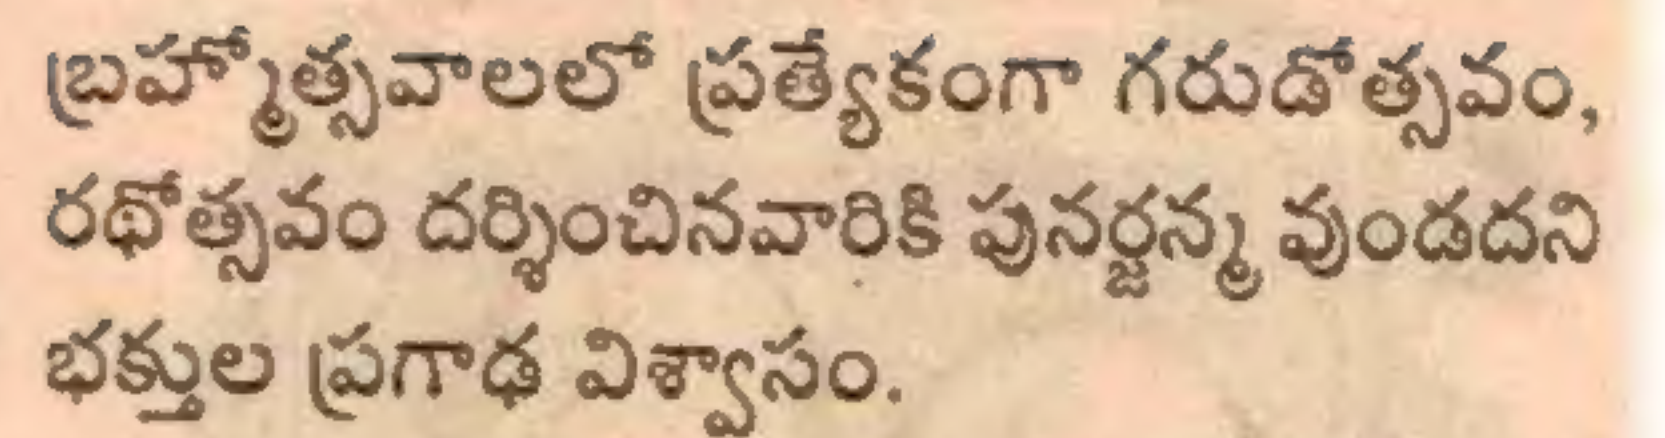 బ్రహ్మోత్సవాలలో ప్రత్యేకంగా గరుడోత్సవం,
రథోత్సవం దర్శించినవారికి పునర్జన్మ వుండదని
భక్తుల ప్రగాఢ విశ్వాసం.